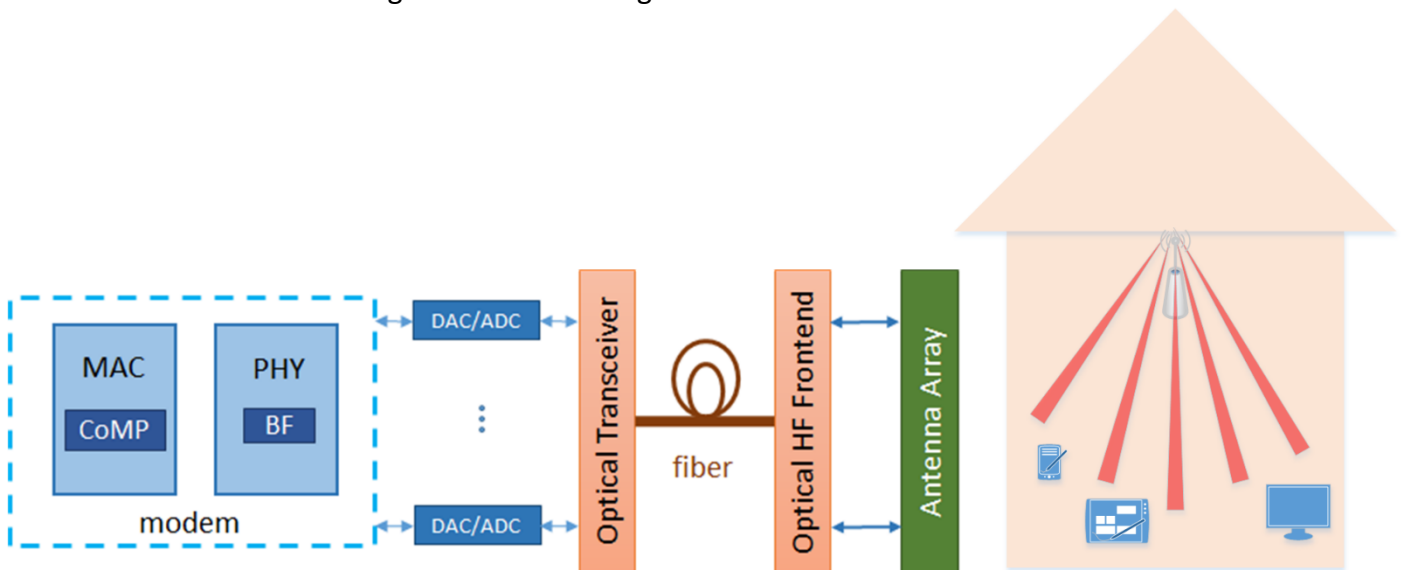 MAC
CoMP
PHY
BF
modem
DAC/ADC
DAC/ADC
Optical Transceiver
fiber
Optical HF Frontend
Antenna Array